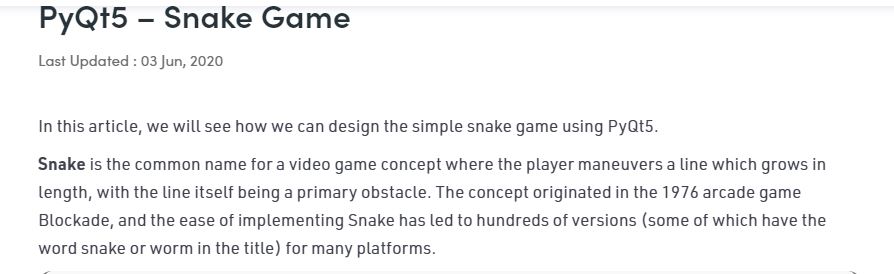 PyQt5 – Snake Game
Last Updated : 03 Jun, 2020
In this article, we will see how we can design the simple snake game using PyQt5.
Snake is the common name for a video game concept where the player maneuvers a line which grows in
length, with the line itself being a primary obstacle. The concept originated in the 1976 arcade game
Blockade, and the ease of implementing Snake has led to hundreds of versions (some of which have the
word snake or worm in the title) for many platforms.